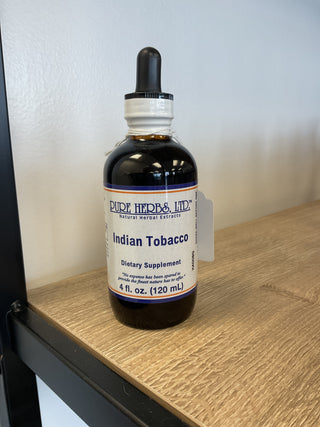 PURE HERBS, LTD.™
Natural Herbal Extracts
Indian Tobacco
Dietary Supplement
"No expense has been spared to
provide the finest nature has to offer."
4 fl. oz. (120 mL)